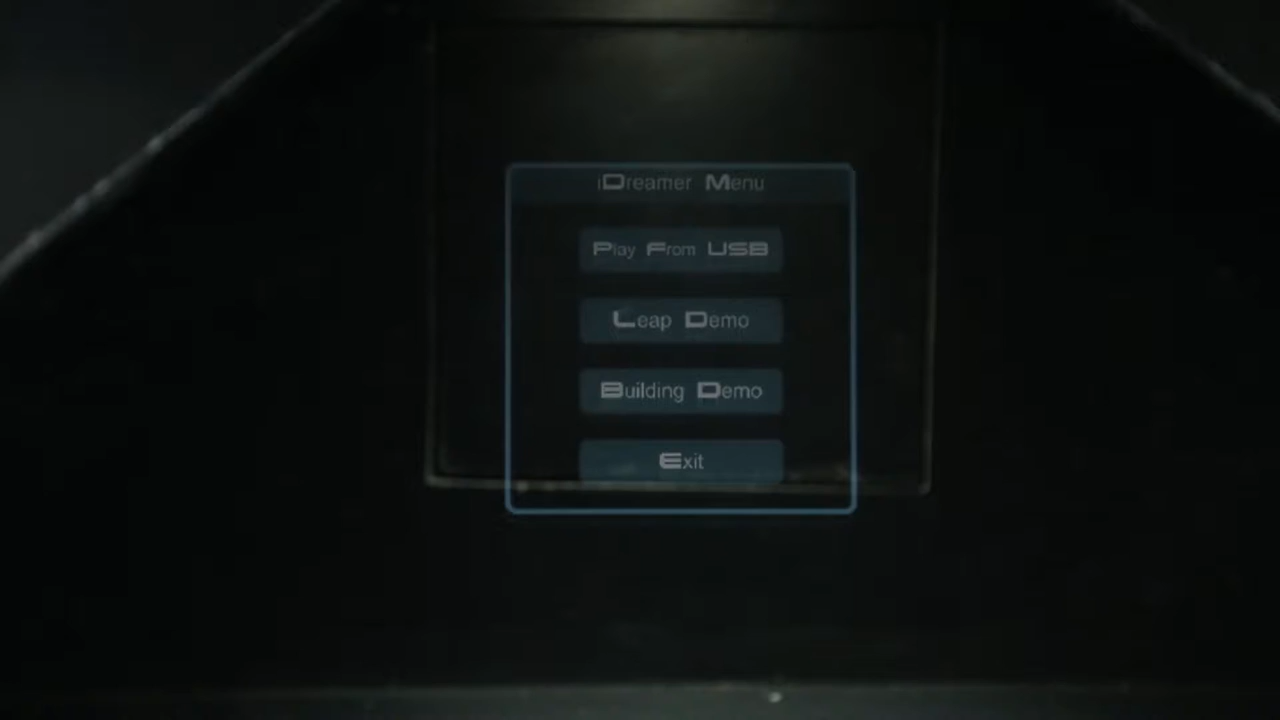 iDreamer Menu
Play From USB
Leap Demo
Building Demo
Exit